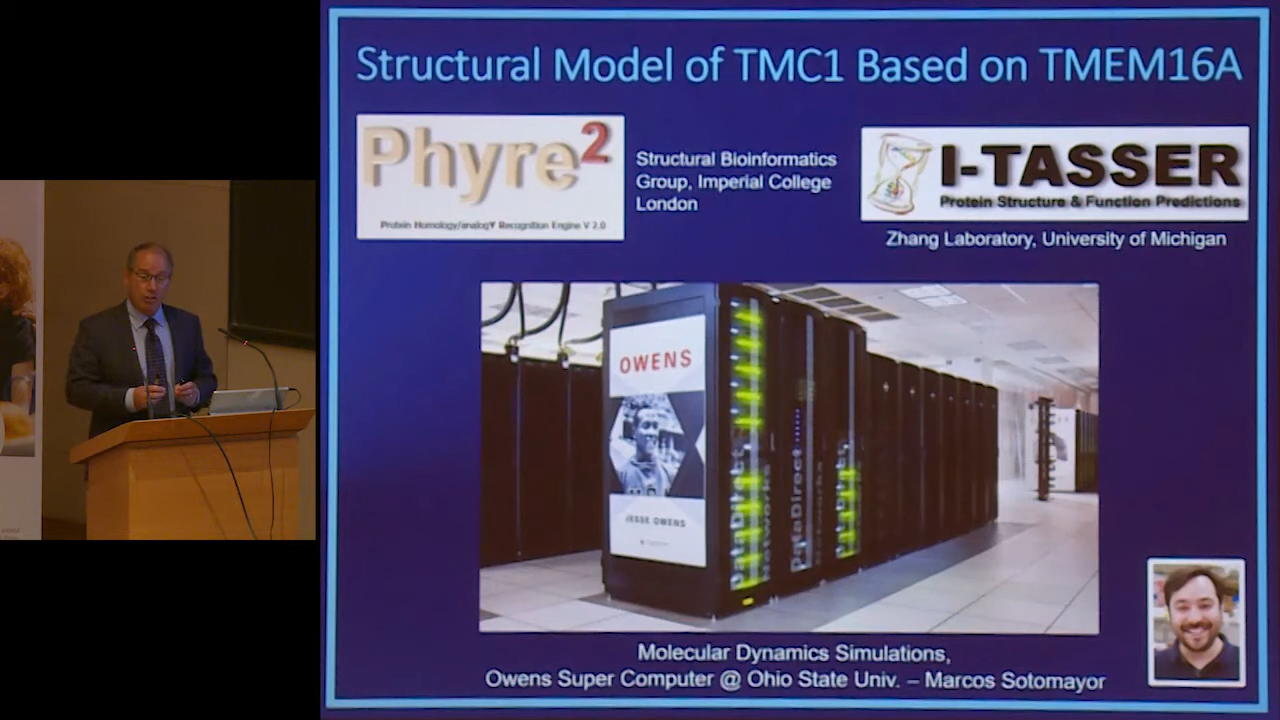 Structural Model of TMC1 Based on TMEM16A
Phyre2
Protein Homology/analogY Recognition Engine V 2.0
Structural Bioinformatics
Group, Imperial College
London
I-TASSER
Protein Structure & Function Predictions
Zhang Laboratory, University of Michigan
OWENS
JESSE OWENS
DataDirect
Networks
DataDirect
Networks
Molecular Dynamics Simulations,
Owens Super Computer @ Ohio State Univ. – Marcos Sotomayor